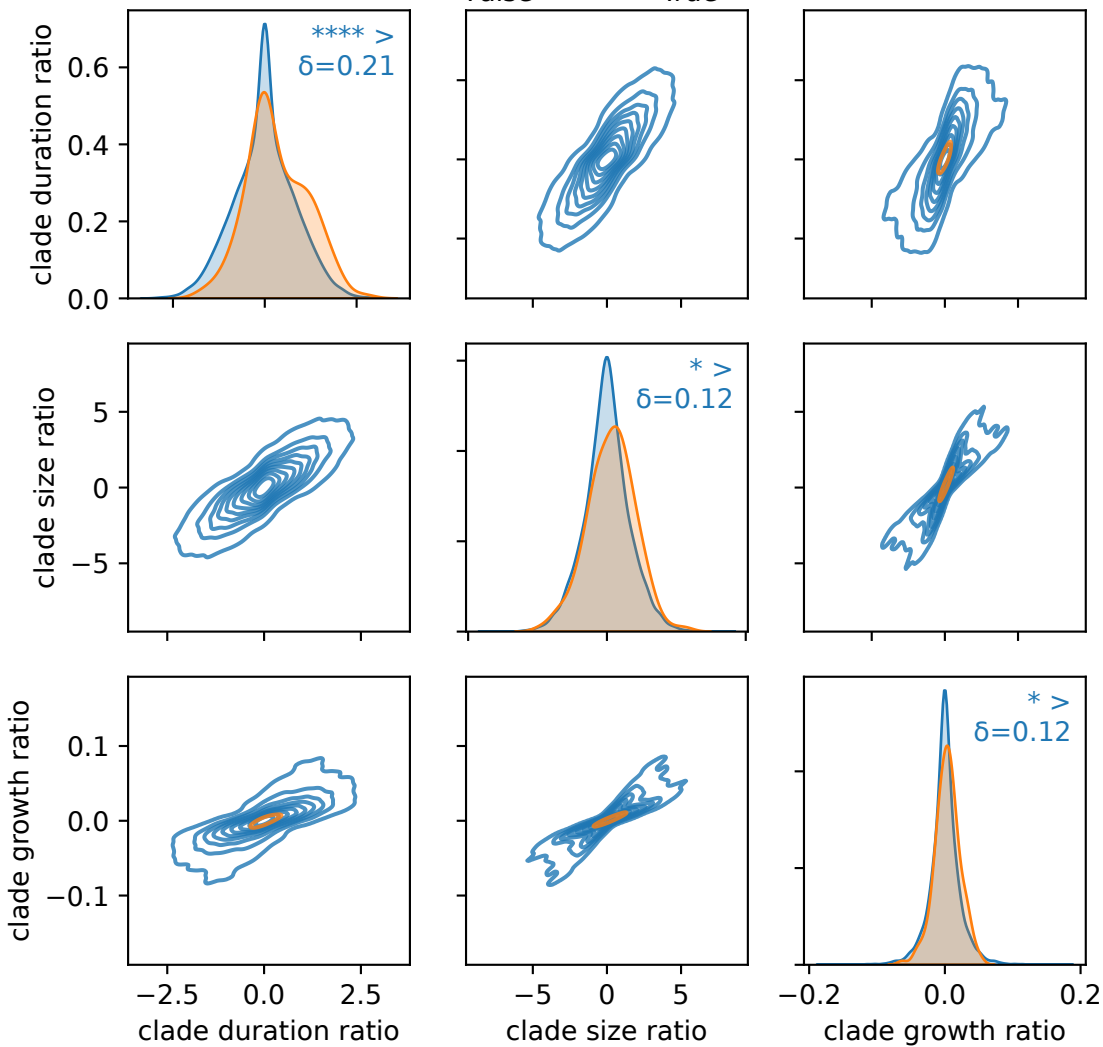 clade duration ratio
0.6
0.4
0.2
0.0
**** >
δ=0.21
clade size ratio
5
0
−5
* >
δ=0.12
clade growth ratio
0.1
0.0
−0.1
* >
δ=0.12
−2.5 0.0 2.5
−5 0 5
−0.2 0.0 0.2
clade duration ratio
clade size ratio
clade growth ratio